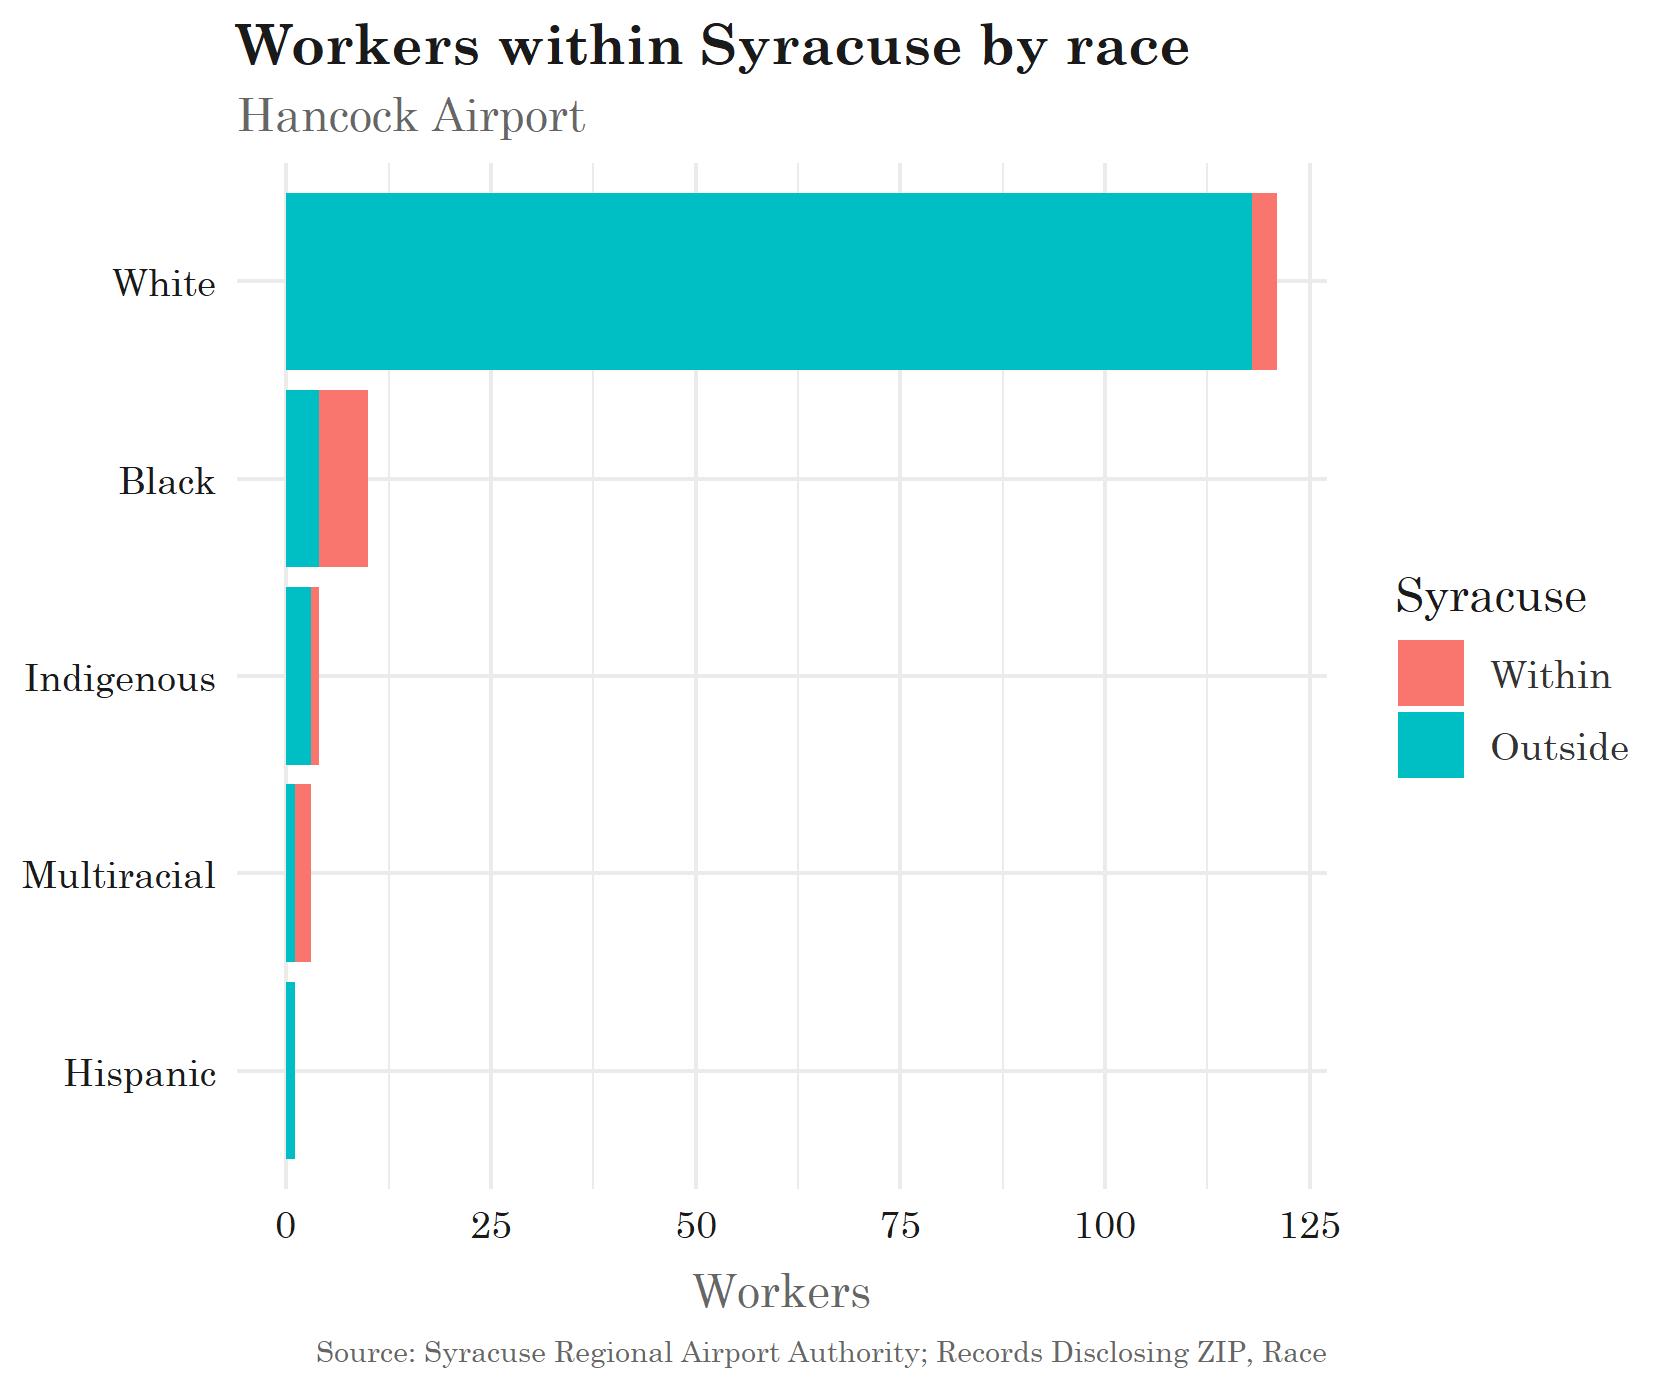 Workers within Syracuse by race
Hancock Airport
White
Black
Indigenous
Multiracial
Hispanic
0 25 50 75 100 125
Workers
Syracuse
Within
Outside
Source: Syracuse Regional Airport Authority; Records Disclosing ZIP, Race